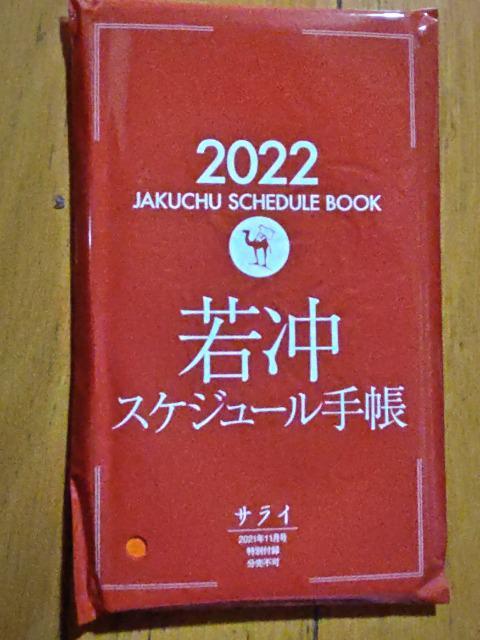 2022
JAKUCHU SCHEDULE BOOK
若冲
スケジュール手帳
サライ
2021年11月号
特別付録
分売不可